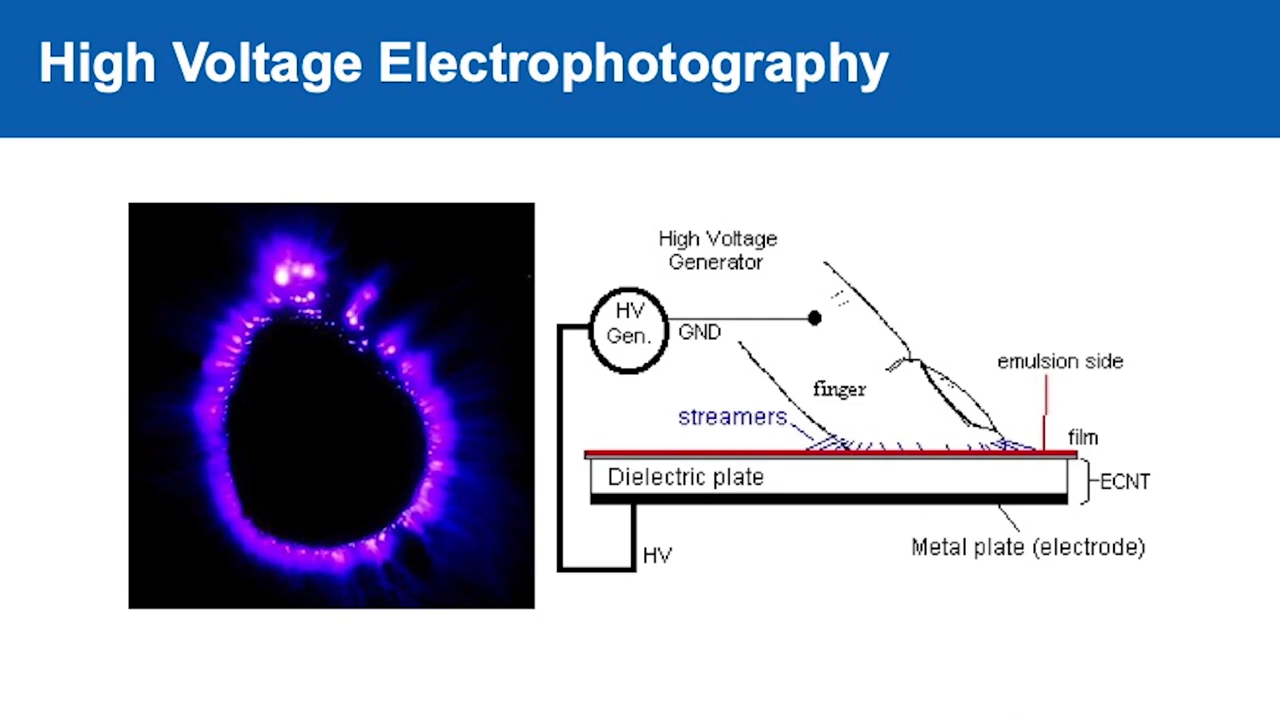 High Voltage Electrophotography
High Voltage
Generator
HV
Gen.
GND
emulsion side
finger
streamers
film
Dielectric plate
ECNT
Metal plate (electrode)
HV